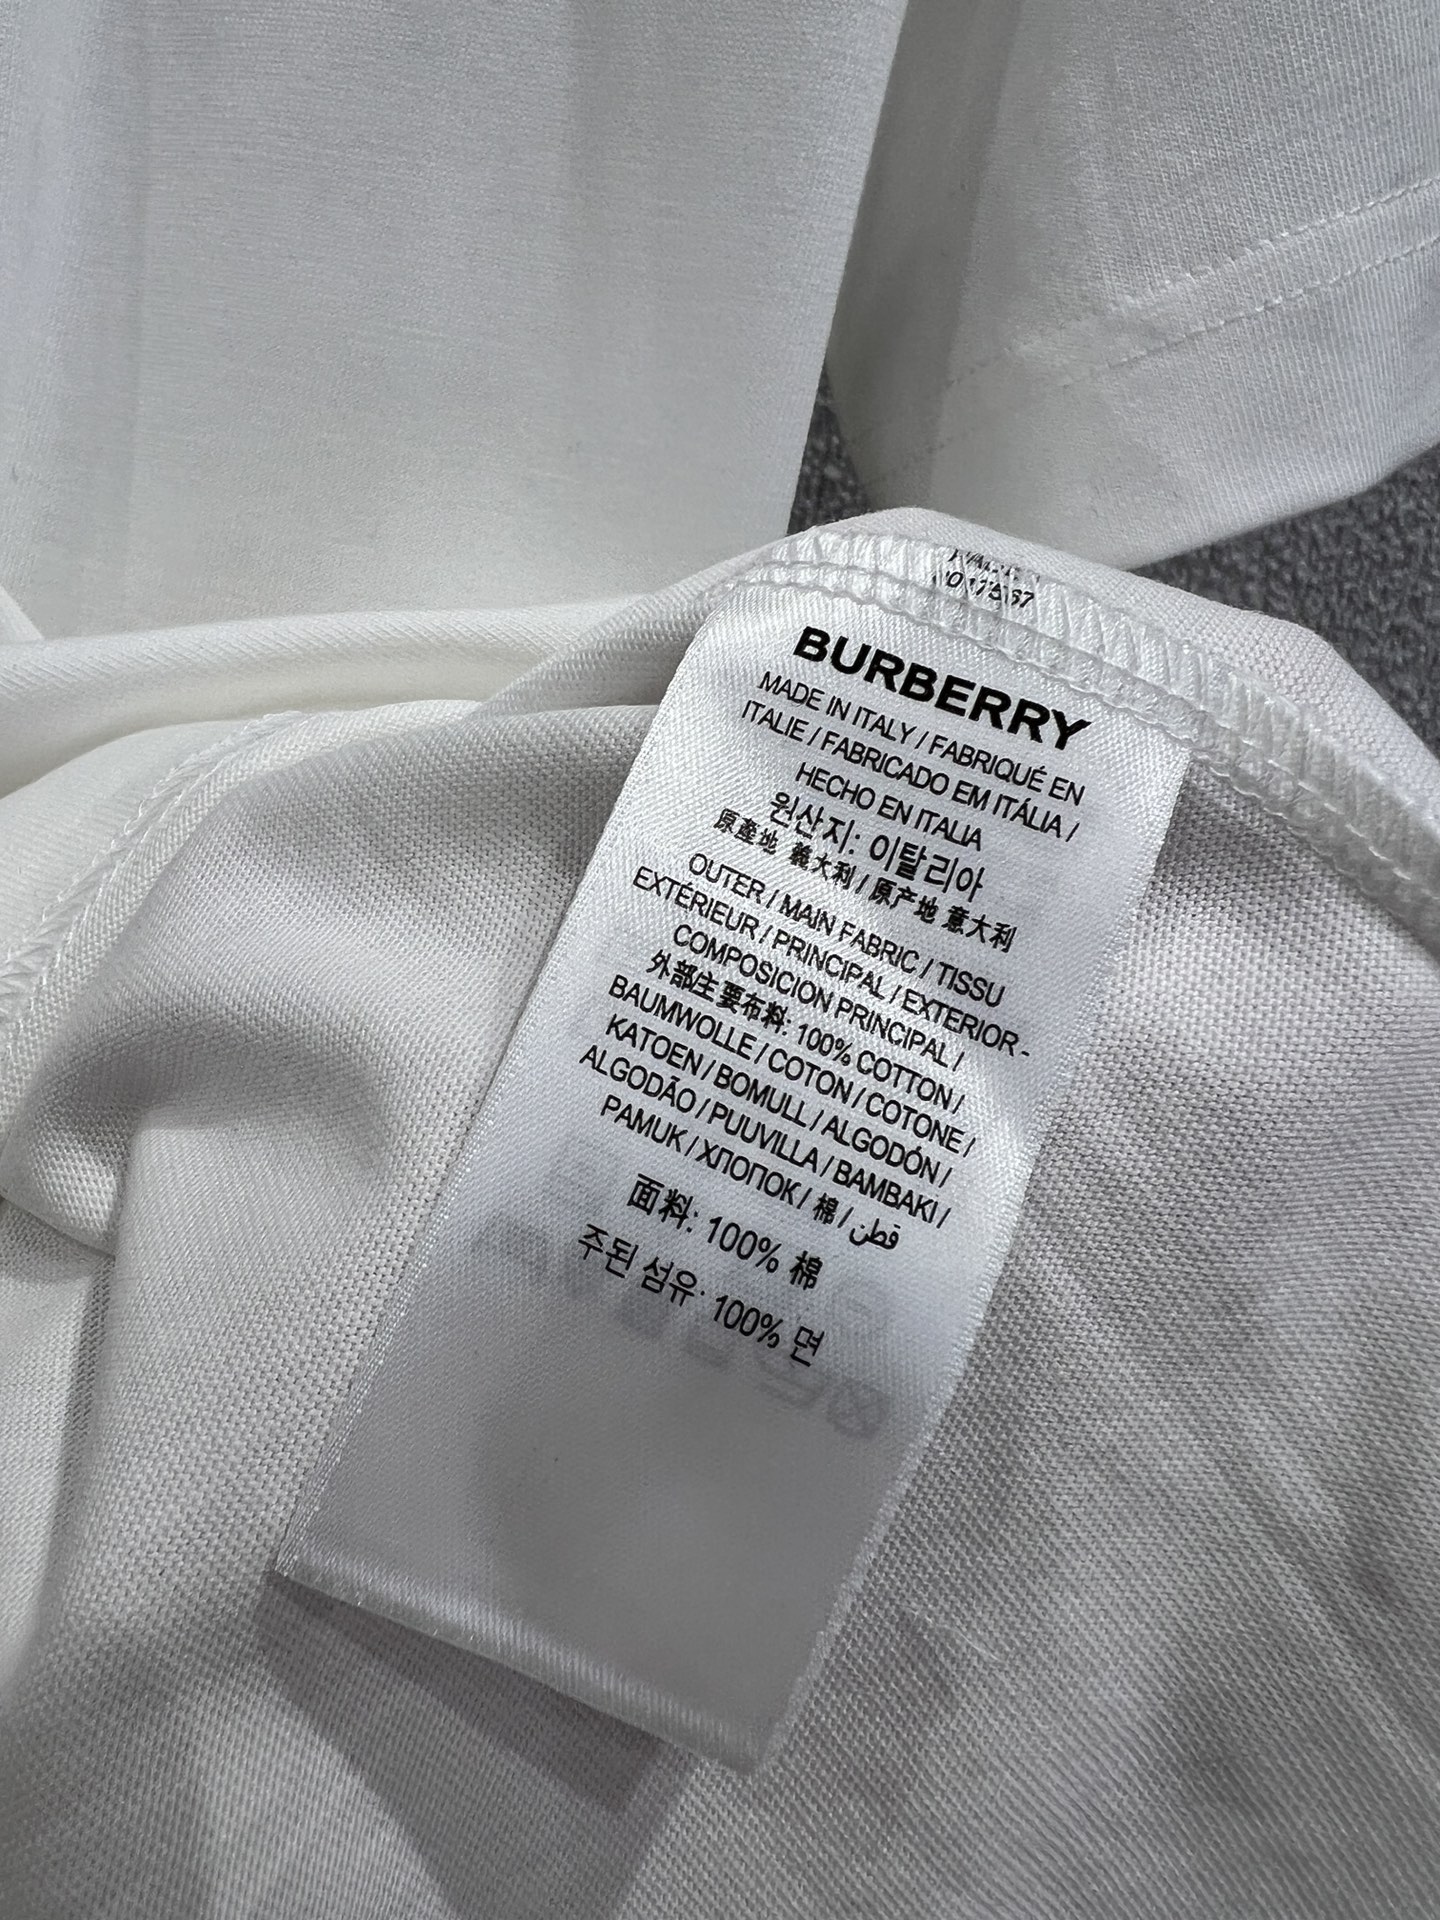 BURBERRY
MADE IN ITALY / FABRIQUÉ EN
ITALIE / FABRICADO EM ITÁLIA /
HECHO EN ITALIA
원산지: 이탈리아
原產地 義大利 / 原产地 意大利
OUTER / MAIN FABRIC / TISSU
EXTÉRIEUR / PRINCIPAL / EXTERIOR -
COMPOSICION PRINCIPAL /
外部主要布料: 100% COTTON /
BAUMWOLLE / COTON / COTONE /
KATOEN / BOMULL / ALGODÓN /
ALGODÃO / PUUVILLA / BAMBAKI /
PAMUK / ХЛОПОК / 棉 / قطن
面料: 100% 棉
주된 섬유: 100% 면